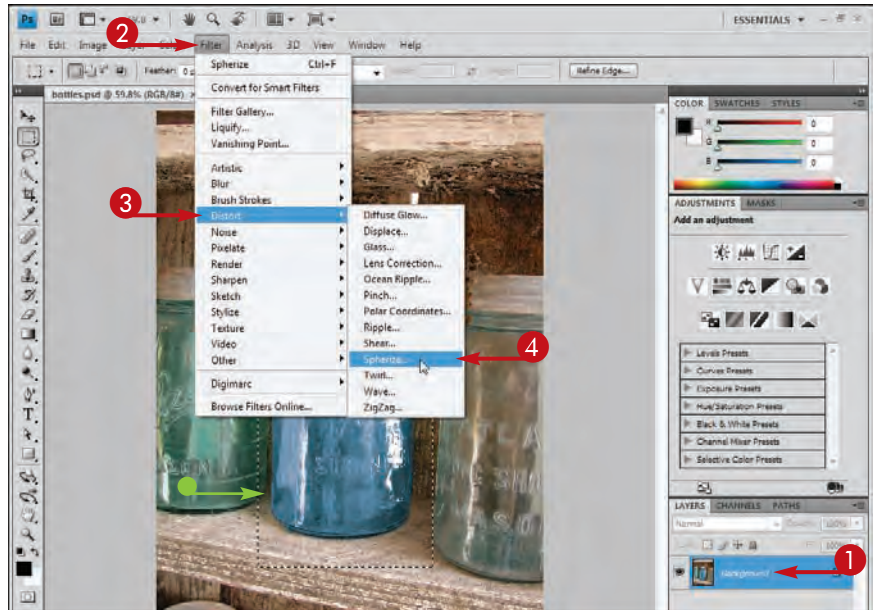 Ps Br ESSENTIALS
2
File Edit Image Filter Analysis 3D View Window Help
Feather: Refine Edge...
bottles.psd @ 59.8% (RGB/8#)
Spherize Ctrl+F
Convert for Smart Filters
Filter Gallery...
Liquify...
Vanishing Point...
Artistic
Blur
Brush Strokes
3
Distort
Noise
Pixelate
Render
Sharpen
Sketch
Stylize
Texture
Video
Other
Digimarc
Browse Filters Online...
Diffuse Glow...
Displace...
Glass...
Lens Correction...
Ocean Ripple...
Pinch...
Polar Coordinates...
Ripple...
Shear...
Spherize...
4
Twirl...
Wave...
ZigZag...
COLOR SWATCHES STYLES
R 0
G 0
B 0
ADJUSTMENTS MASKS
Add an adjustment
Levels Presets
Curves Presets
Exposure Presets
Hue/Saturation Presets
Black & White Presets
Channel Mixer Presets
Selective Color Presets
LAYERS CHANNELS PATHS
Normal 100%
100%
Background
1
T